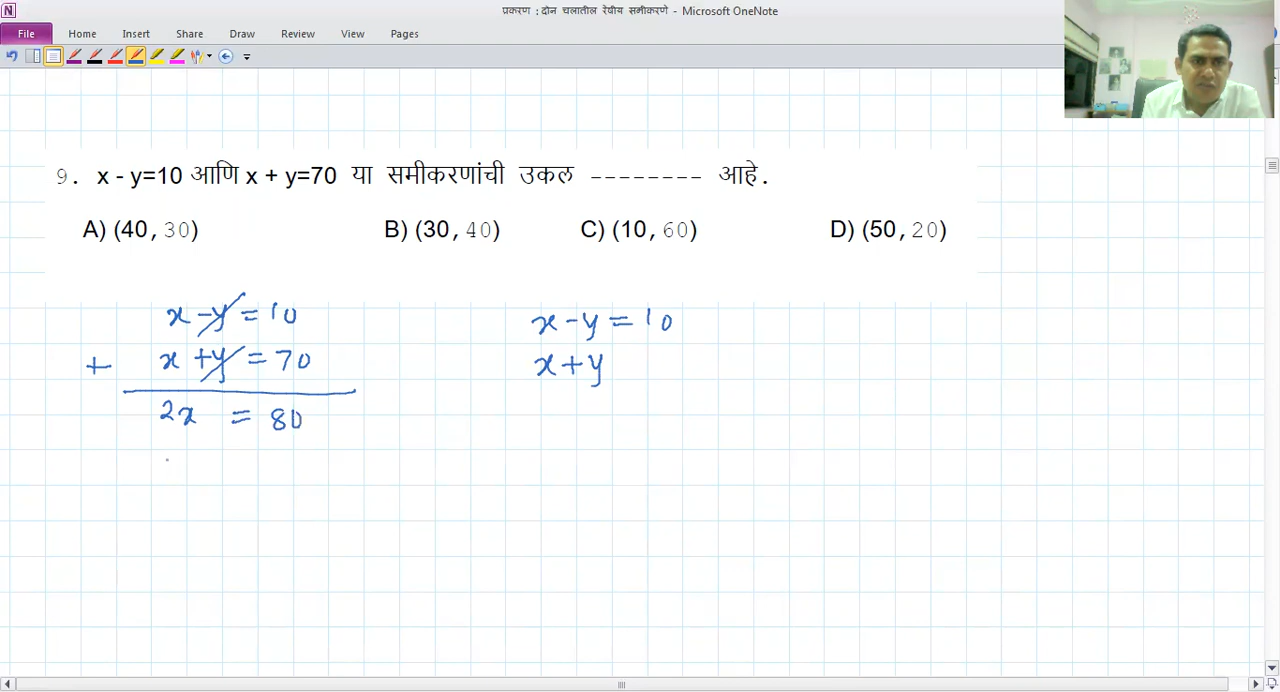 प्रकरण : दोन चलातील रेषीय समीकरणे - Microsoft OneNote
File Home Insert Share Draw Review View Pages
9. x - y=10 आणि x + y=70 या समीकरणांची उकल -------- आहे.
A) (40, 30) B) (30, 40) C) (10, 60) D) (50, 20)
x - y = 10
+ x + y = 70
2x = 80
x - y = 10
x + y